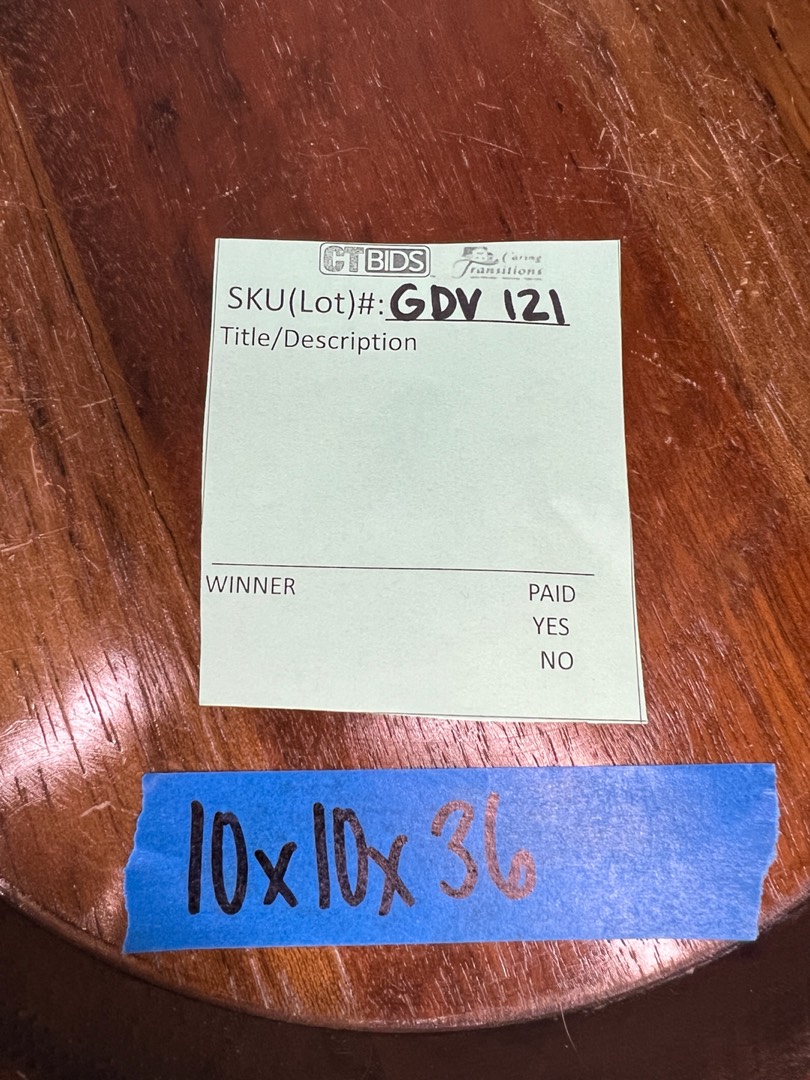 CTBIDS Caring Transitions
SKU(Lot)#: GDV 121
Title/Description
WINNER PAID
YES
NO
10x10x36